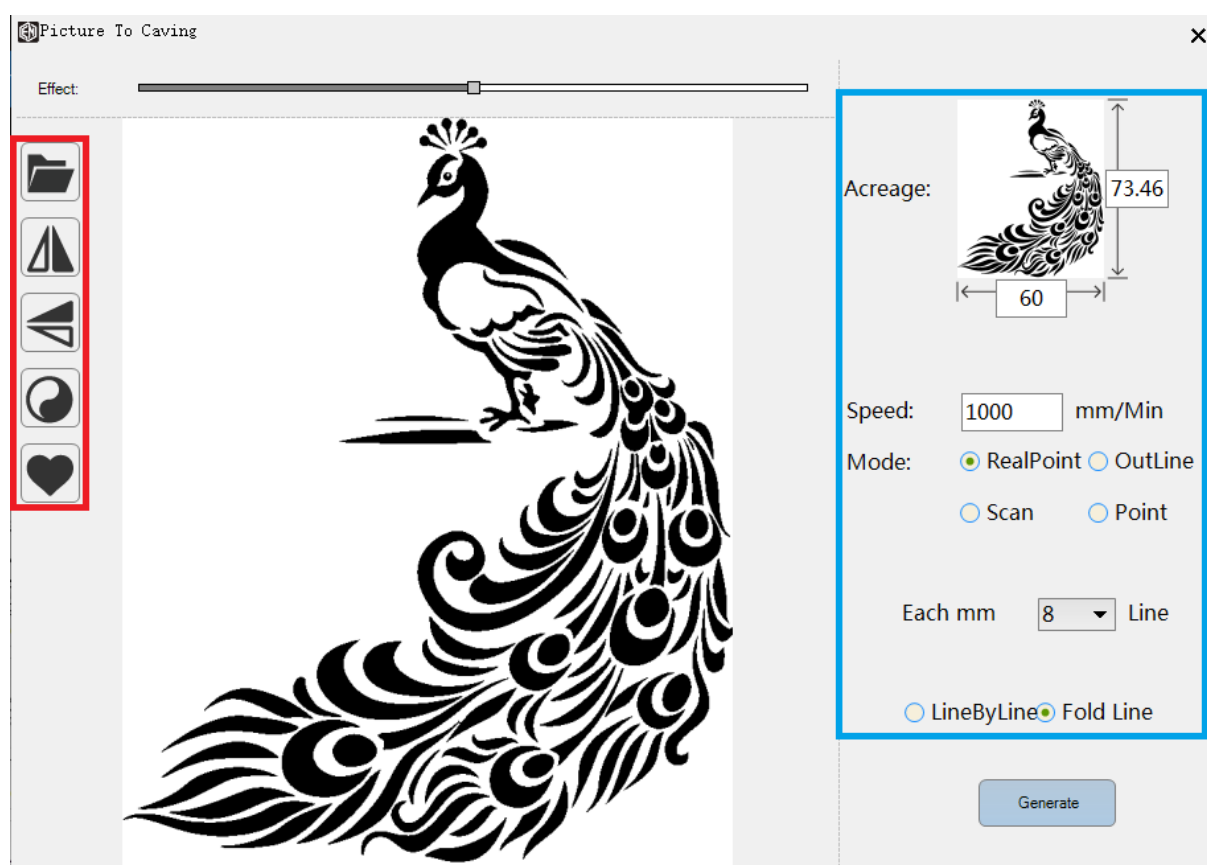 Picture To Caving
Effect:
Acreage:
73.46
60
Speed: 1000 mm/Min
Mode: RealPoint OutLine
Scan Point
Each mm 8 Line
LineByLine Fold Line
Generate